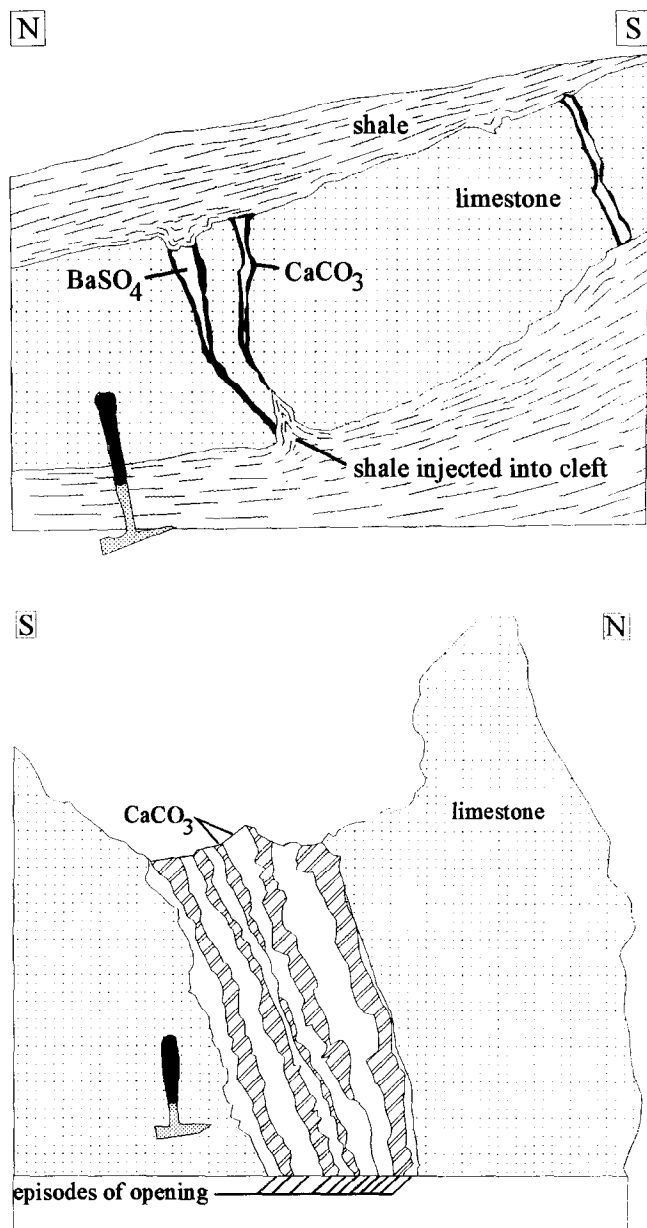 N
S
shale
limestone
BaSO4
CaCO3
shale injected into cleft
S
N
CaCO3
limestone
episodes of opening